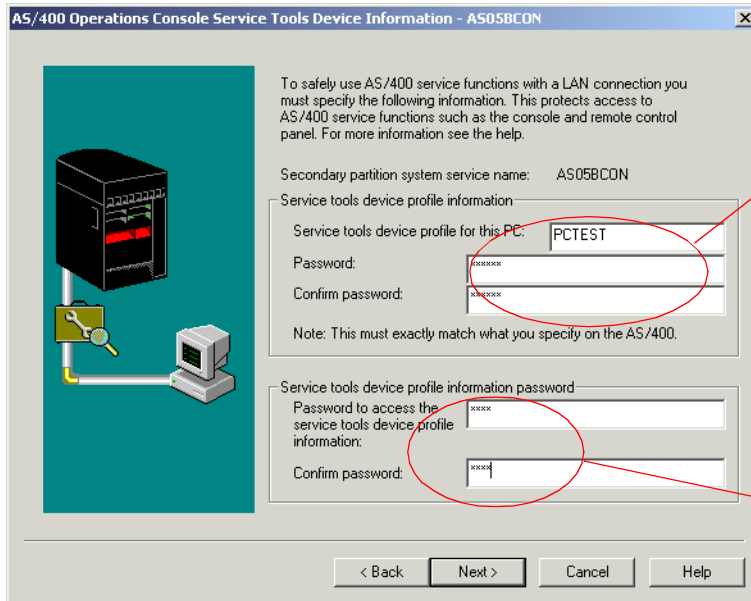 AS/400 Operations Console Service Tools Device Information - AS05BCON
To safely use AS/400 service functions with a LAN connection you
must specify the following information. This protects access to
AS/400 service functions such as the console and remote control
panel. For more information see the help.
Secondary partition system service name: AS05BCON
Service tools device profile information
Service tools device profile for this PC: PCTEST
Password: ******
Confirm password: ******
Note: This must exactly match what you specify on the AS/400.
Service tools device profile information password
Password to access the ****
service tools device profile
information:
Confirm password: ****
< Back Next > Cancel Help